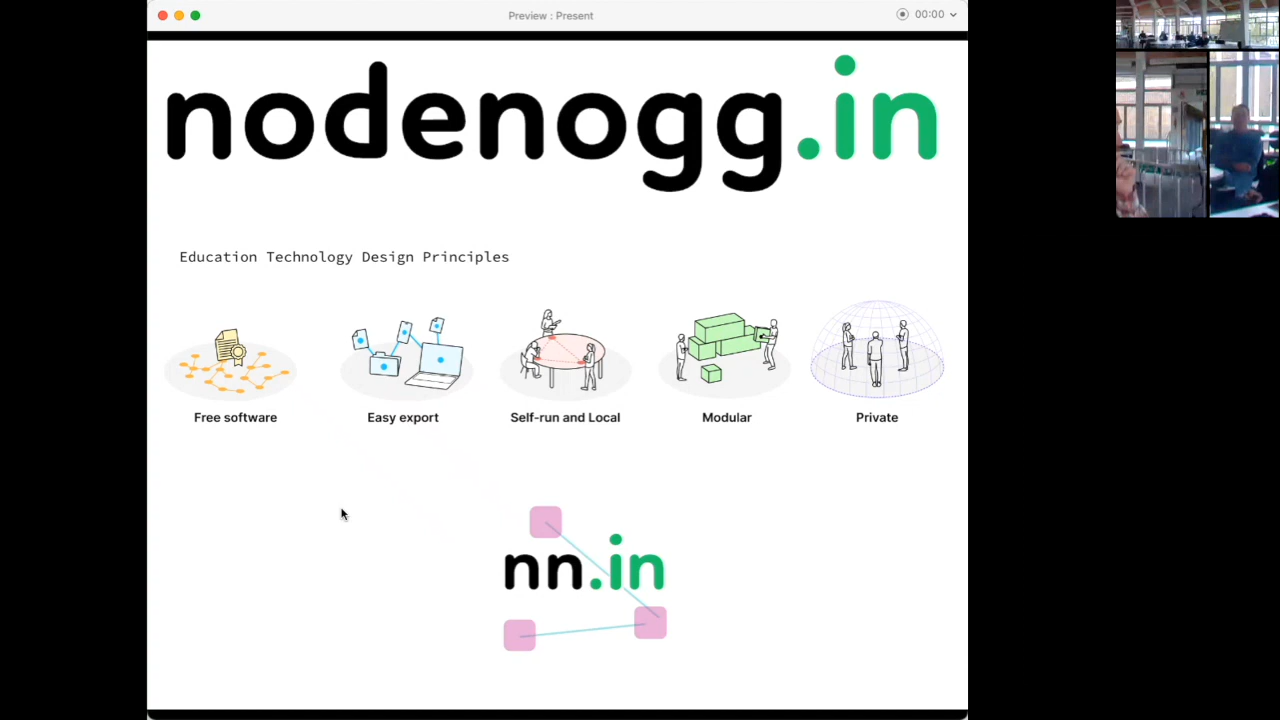 Preview : Present
00:00
nodenogg.in
Education Technology Design Principles
Free software
Easy export
Self-run and Local
Modular
Private
nn.in